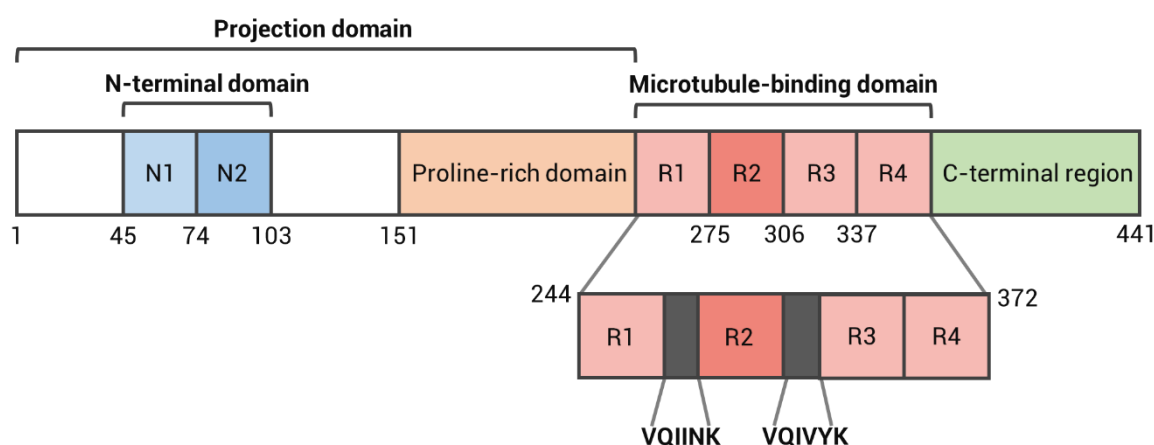 Projection domain
N-terminal domain
Microtubule-binding domain
N1 N2 Proline-rich domain R1 R2 R3 R4 C-terminal region
1 45 74 103 151 275 306 337 441
244 372
R1 R2 R3 R4
VQIINK VQIVYK